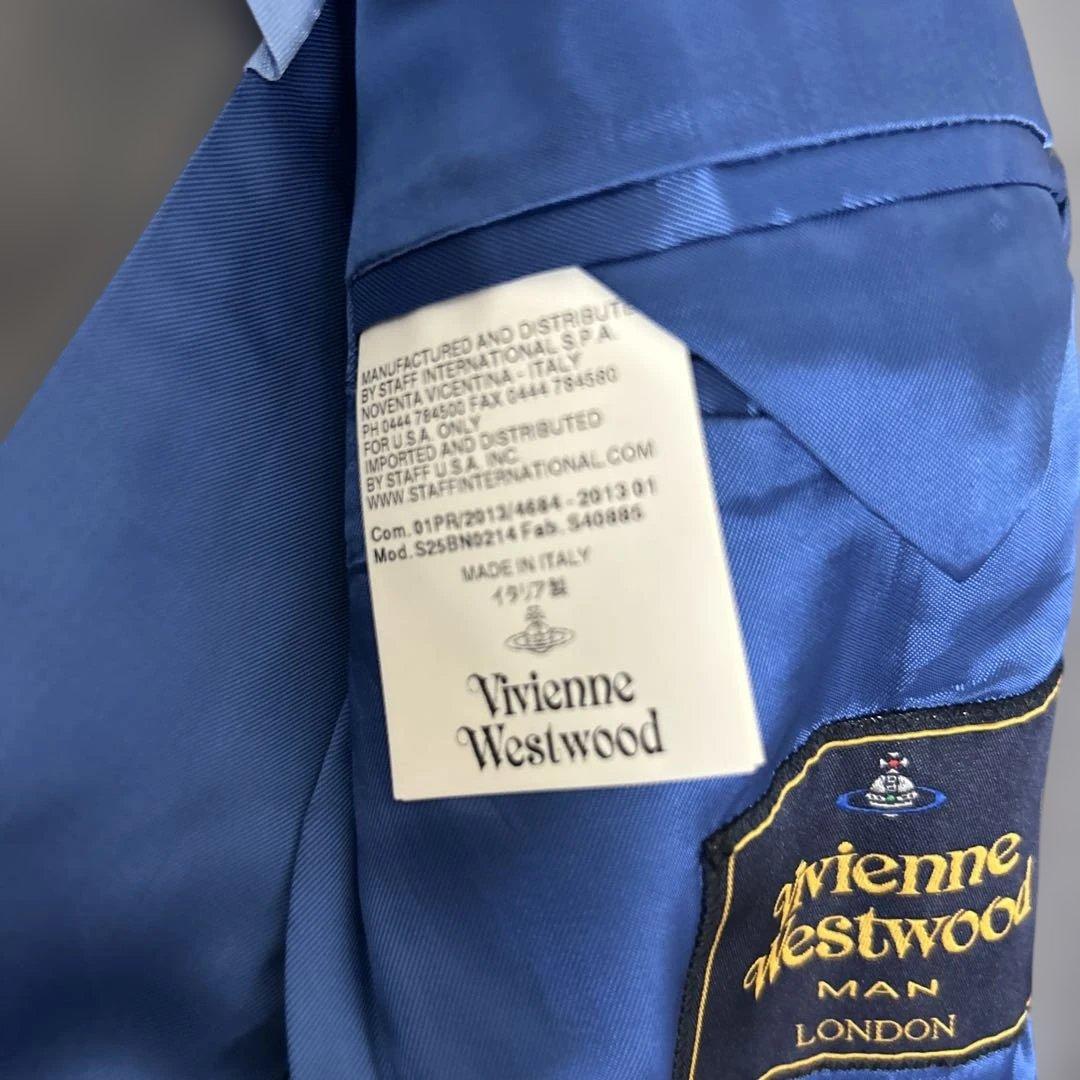 MANUFACTURED AND DISTRIBUTE
BY STAFF INTERNATIONAL S.P.A.
NOVENTA VICENTINA - ITALY
PH 0444 784500 FAX 0444 784580
FOR U.S.A. ONLY
IMPORTED AND DISTRIBUTED
BY STAFF U.S.A. INC.
WWW.STAFFINTERNATIONAL.COM
Com. 01PR/2013/4684 - 2013 01
Mod. S25BN0214 Fab. S40885
MADE IN ITALY
イタリア製
Vivienne
Westwood
Vivienne
Westwood
MAN
LONDON